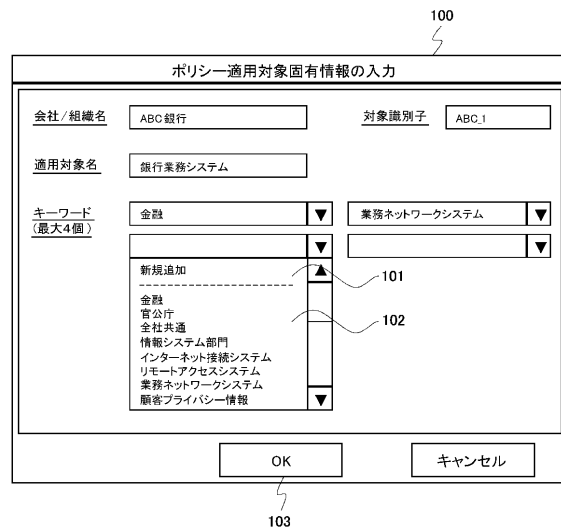 100
ポリシー適用対象固有情報の入力
会社/組織名 ABC銀行 対象識別子 ABC_1
適用対象名 銀行業務システム
キーワード 金融 ▼ 業務ネットワークシステム ▼
(最大4個) ▼ ▼
新規追加 ▲ 101
金融
官公庁 102
全社共通
情報システム部門
インターネット接続システム
リモートアクセスシステム
業務ネットワークシステム
顧客プライバシー情報 ▼
OK キャンセル
103